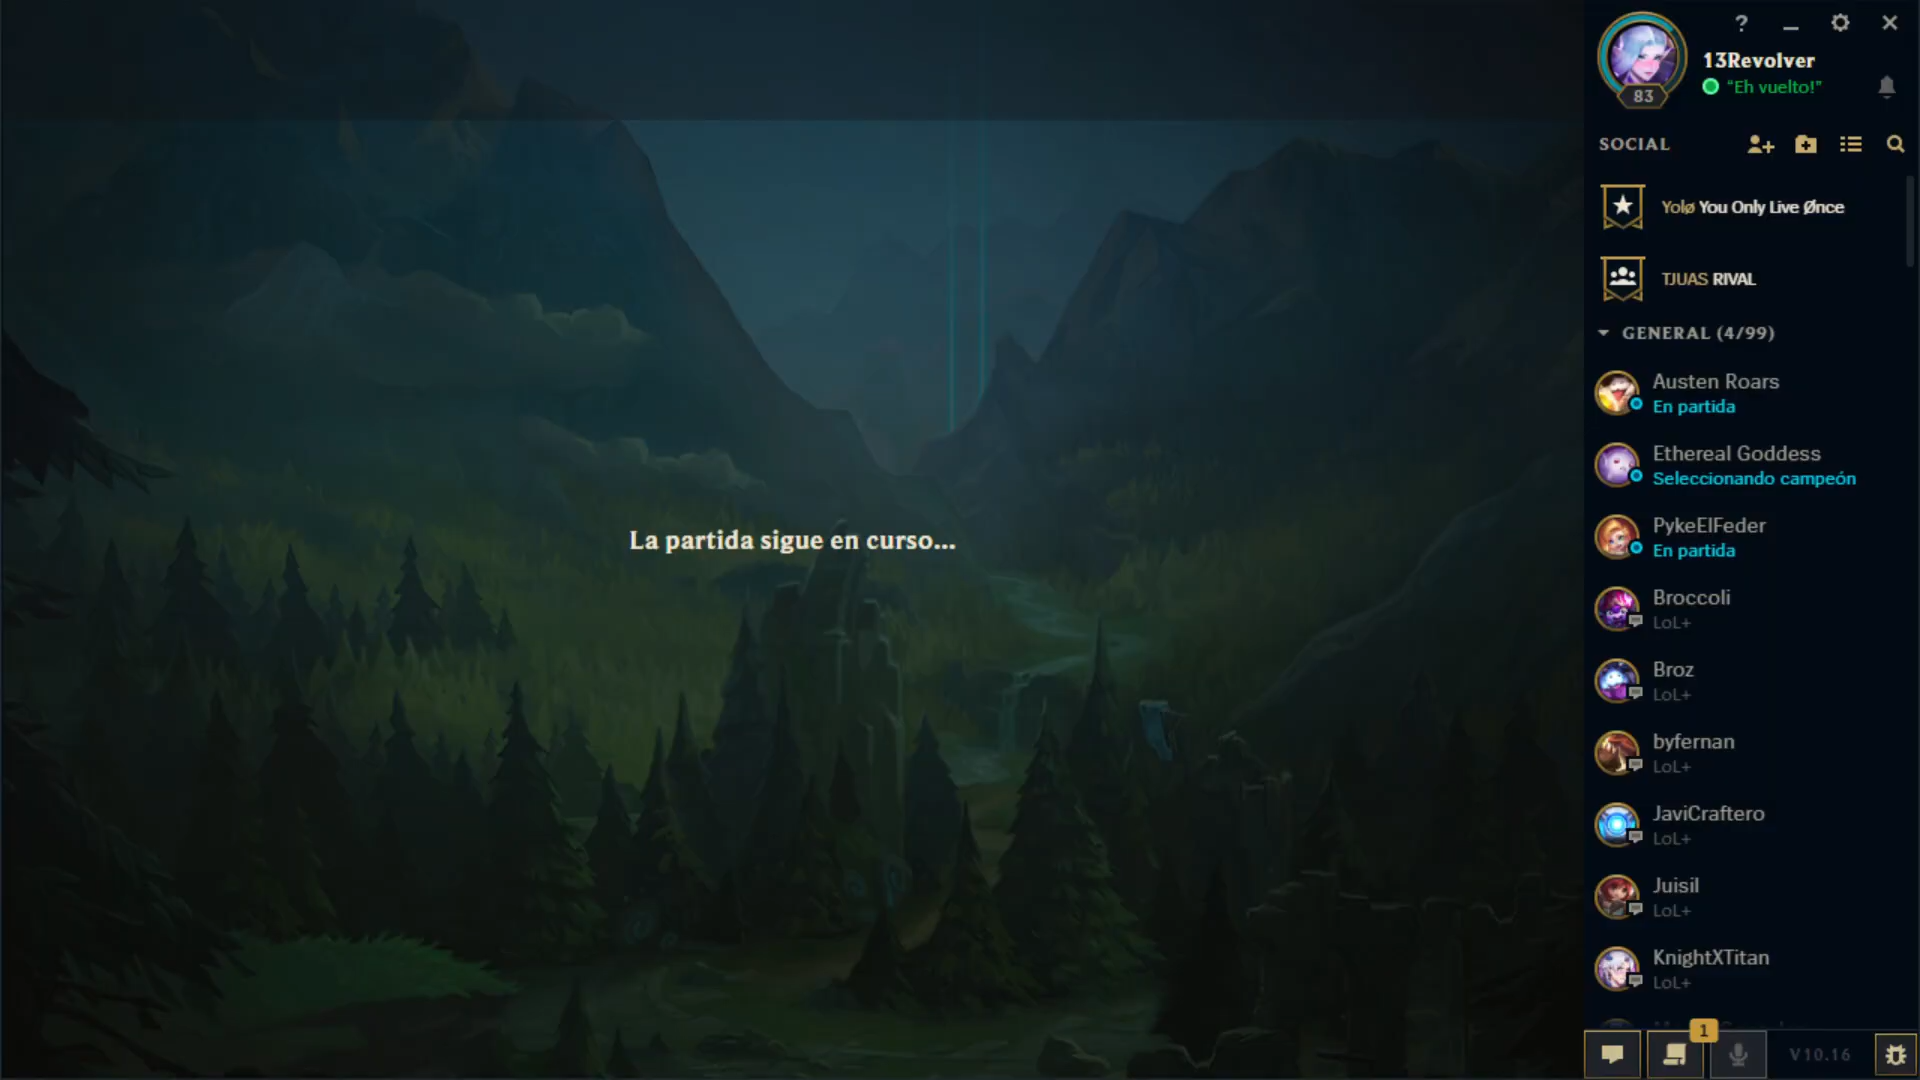 La partida sigue en curso...
?
13Revolver
83
“Eh vuelto!”
SOCIAL
Yolø You Only Live Ønce
TJUAS RIVAL
GENERAL (4/99)
Austen Roars
En partida
Ethereal Goddess
Seleccionando campeón
PykeElFeder
En partida
Broccoli
LoL+
Broz
LoL+
byfernan
LoL+
JaviCraftero
LoL+
Juisil
LoL+
KnightXTitan
LoL+
1
V10.16